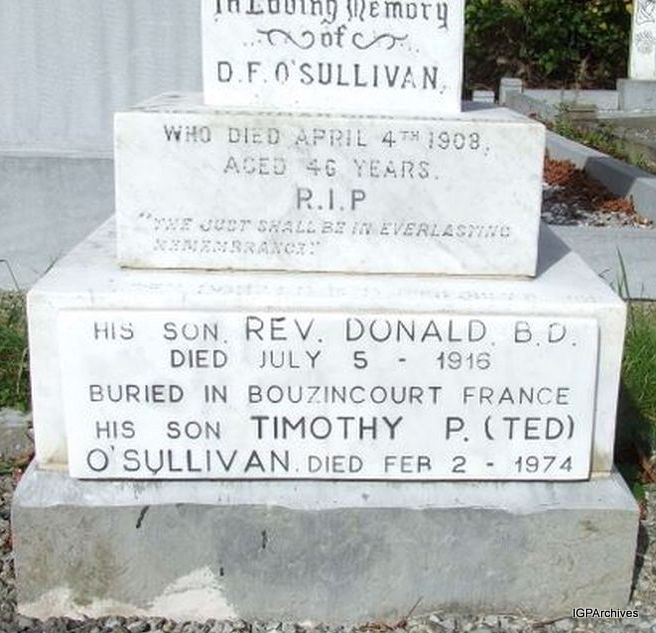 In Loving Memory
of
D.F. O'SULLIVAN,
WHO DIED APRIL 4TH 1908,
AGED 46 YEARS.
R.I.P
"THE JUST SHALL BE IN EVERLASTING
REMEMBRANCE"
HIS SON. REV. DONALD. B.D.
DIED JULY 5 - 1916
BURIED IN BOUZINCOURT FRANCE
HIS SON TIMOTHY P. (TED)
O'SULLIVAN. DIED FEB 2 - 1974
IGPArchives